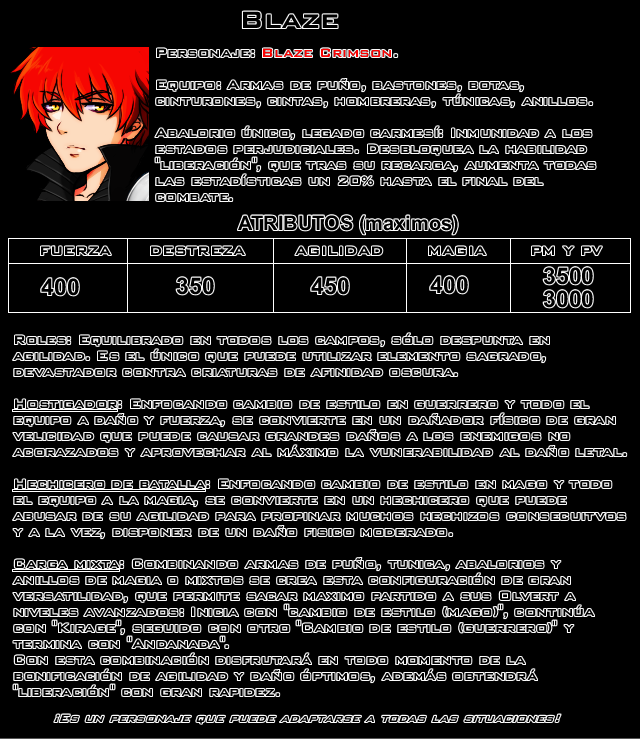 Blaze
Personaje: Blaze Crimson.
Equipo: Armas de puño, bastones, botas,
cinturones, cintas, hombreras, túnicas, anillos.
Abalorio único, legado carmesí: Inmunidad a los
estados perjudiciales. Desbloquea la habilidad
"liberación", que tras su recarga, aumenta todas
las estadísticas un 20% hasta el final del
combate.
ATRIBUTOS (maximos)
FUERZA DESTREZA AGILIDAD MAGIA PM Y PV
400 350 450 400 3500
3000
Roles: Equilibrado en todos los campos, sólo despunta en
agilidad. Es el único que puede utilizar elemento sagrado,
devastador contra criaturas de afinidad oscura.
Hostigador: Enfocando cambio de estilo en guerrero y todo el
equipo a daño y fuerza, se convierte en un dañador físico de gran
velicidad que puede causar grandes daños a los enemigos no
acorazados y aprovechar al máximo la vunerabilidad al daño letal.
Hechicero de batalla: Enfocando cambio de estilo en mago y todo
el equipo a la magia, se convierte en un hechicero que puede
abusar de su agilidad para propinar muchos hechizos consecuitvos
y a la vez, disponer de un daño fisico moderado.
Carga mixta: Combinando armas de puño, tunica, abalorios y
anillos de magia o mixtos se crea esta configuración de gran
versatilidad, que permite sacar maximo partido a sus Olvert a
niveles avanzados: Inicia con "cambio de estilo (mago)", continúa
con "Kirage", seguido con otro "Cambio de estilo (guerrero)" y
termina con "Andanada".
Con esta combinación disfrutará en todo momento de la
bonificación de agilidad y daño óptimos, además obtendrá
"liberación" con gran rapidez.
¡Es un personaje que puede adaptarse a todas las situaciones!